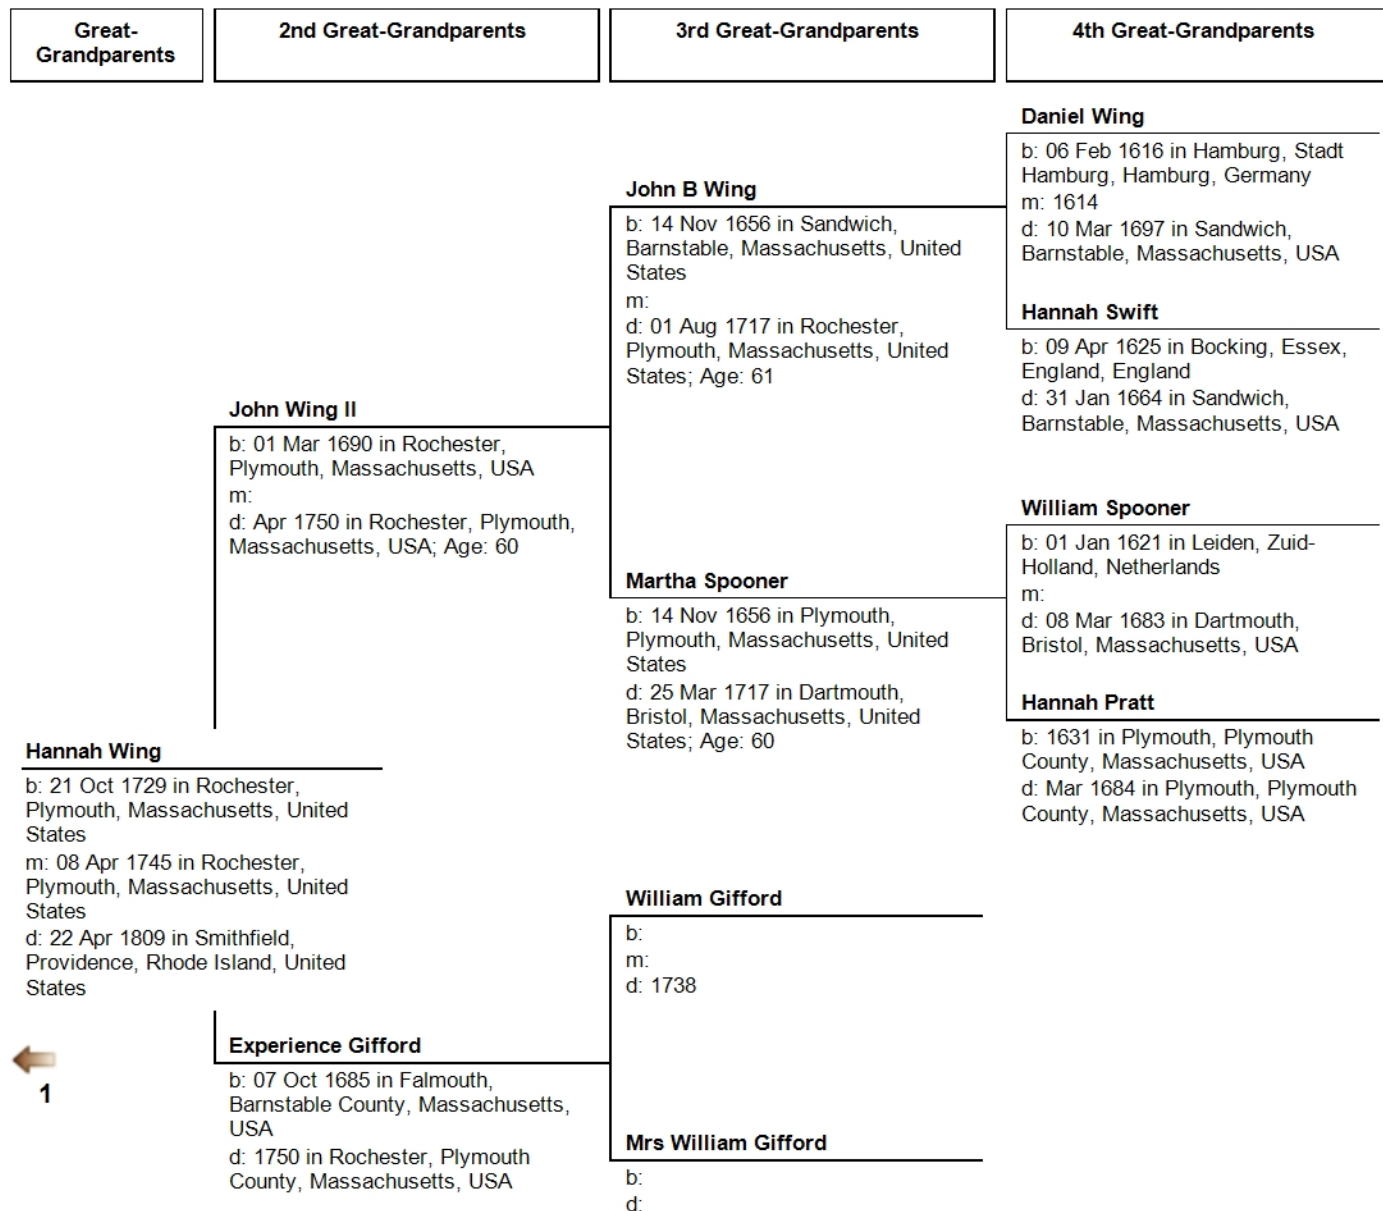 Great-
Grandparents
2nd Great-Grandparents
3rd Great-Grandparents
4th Great-Grandparents
Hannah Wing
b: 21 Oct 1729 in Rochester,
Plymouth, Massachusetts, United
States
m: 08 Apr 1745 in Rochester,
Plymouth, Massachusetts, United
States
d: 22 Apr 1809 in Smithfield,
Providence, Rhode Island, United
States
1
John Wing II
b: 01 Mar 1690 in Rochester,
Plymouth, Massachusetts, USA
m:
d: Apr 1750 in Rochester, Plymouth,
Massachusetts, USA; Age: 60
Experience Gifford
b: 07 Oct 1685 in Falmouth,
Barnstable County, Massachusetts,
USA
d: 1750 in Rochester, Plymouth
County, Massachusetts, USA
John B Wing
b: 14 Nov 1656 in Sandwich,
Barnstable, Massachusetts, United
States
m:
d: 01 Aug 1717 in Rochester,
Plymouth, Massachusetts, United
States; Age: 61
Martha Spooner
b: 14 Nov 1656 in Plymouth,
Plymouth, Massachusetts, United
States
d: 25 Mar 1717 in Dartmouth,
Bristol, Massachusetts, United
States; Age: 60
William Gifford
b:
m:
d: 1738
Mrs William Gifford
b:
d:
Daniel Wing
b: 06 Feb 1616 in Hamburg, Stadt
Hamburg, Hamburg, Germany
m: 1614
d: 10 Mar 1697 in Sandwich,
Barnstable, Massachusetts, USA
Hannah Swift
b: 09 Apr 1625 in Bocking, Essex,
England, England
d: 31 Jan 1664 in Sandwich,
Barnstable, Massachusetts, USA
William Spooner
b: 01 Jan 1621 in Leiden, Zuid-
Holland, Netherlands
m:
d: 08 Mar 1683 in Dartmouth,
Bristol, Massachusetts, USA
Hannah Pratt
b: 1631 in Plymouth, Plymouth
County, Massachusetts, USA
d: Mar 1684 in Plymouth, Plymouth
County, Massachusetts, USA